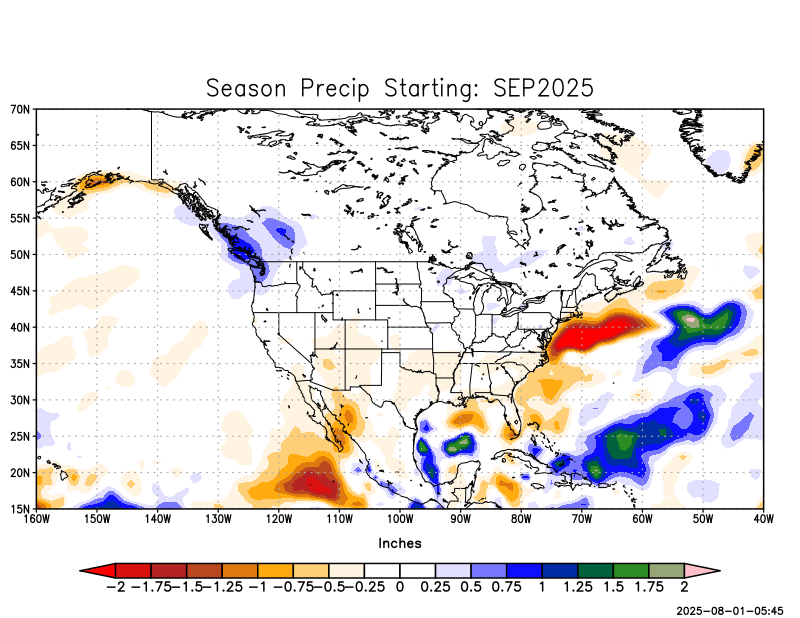 Season Precip Starting: SEP2025
70N
65N
60N
55N
50N
45N
40N
35N
30N
25N
20N
15N
160W 150W 140W 130W 120W 110W 100W 90W 80W 70W 60W 50W 40W
Inches
−2 −1.75 −1.5 −1.25 −1 −0.75 −0.5 −0.25 0 0.25 0.5 0.75 1 1.25 1.5 1.75 2
2025-08-01-05:45